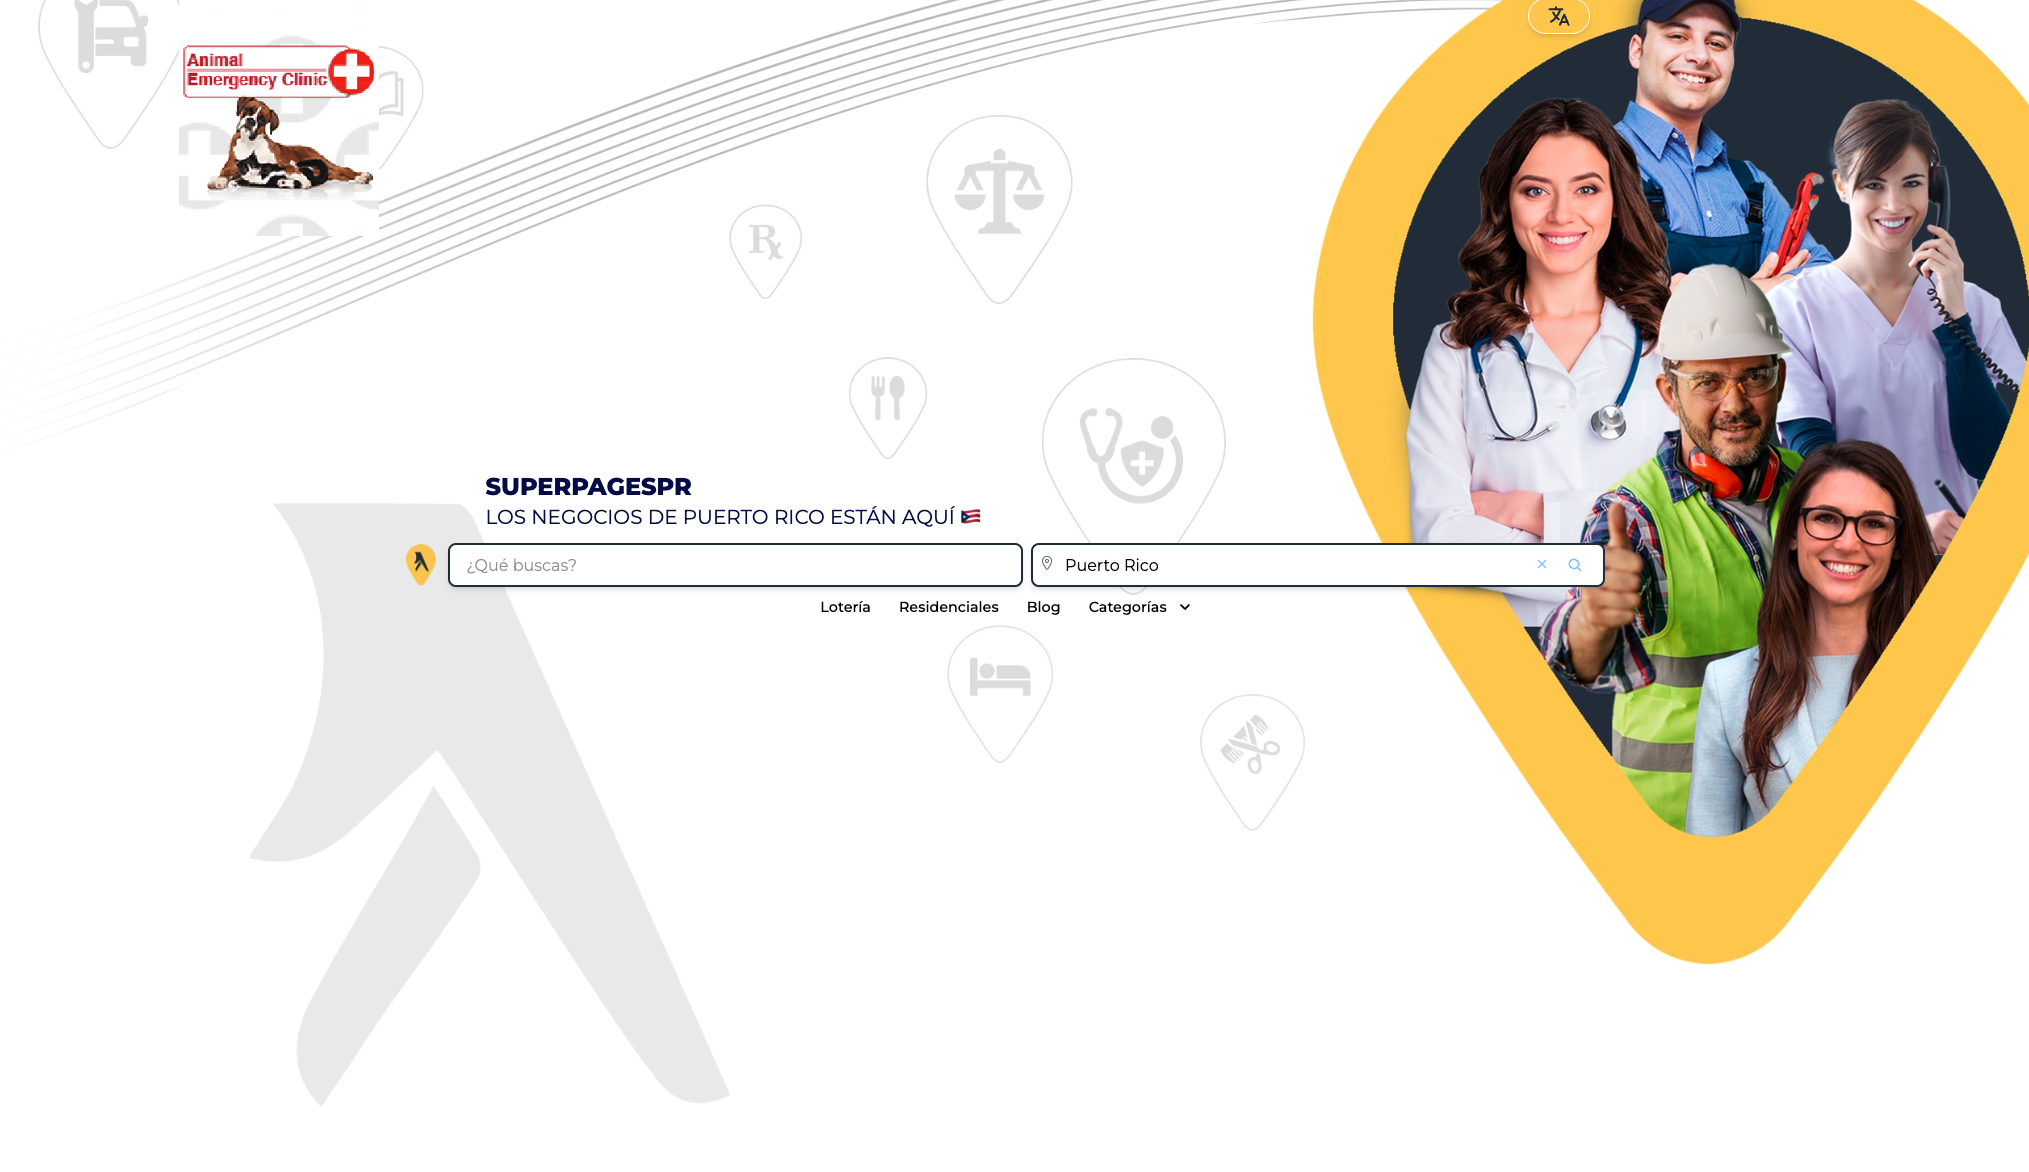 Animal
Emergency Clinic
Rx
SUPERPAGESPR
LOS NEGOCIOS DE PUERTO RICO ESTÁN AQUÍ 🇵🇷
¿Qué buscas?
Puerto Rico
Lotería
Residenciales
Blog
Categorías